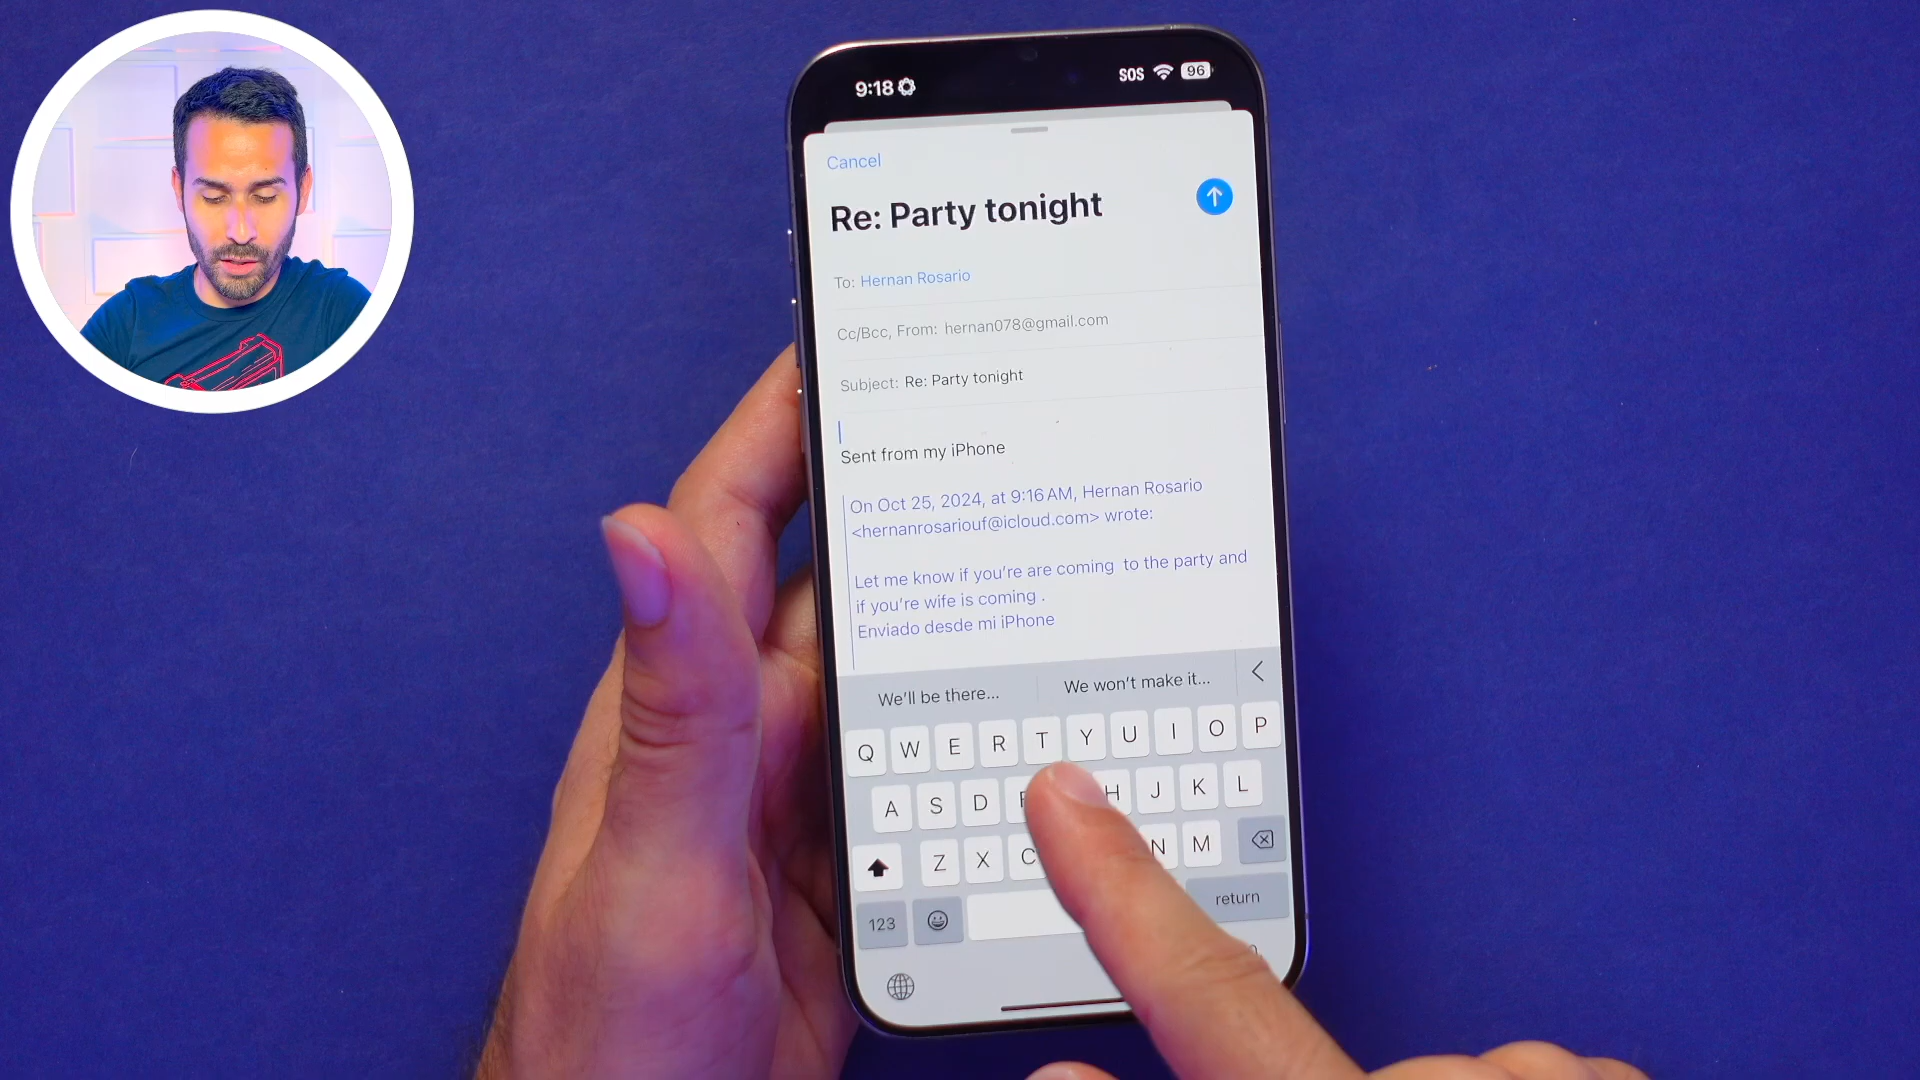 9:18
SOS 96
Cancel
Re: Party tonight
To: Hernan Rosario
Cc/Bcc, From: hernan078@gmail.com
Subject: Re: Party tonight
Sent from my iPhone
On Oct 25, 2024, at 9:16 AM, Hernan Rosario
<hernanrosariouf@icloud.com> wrote:
Let me know if you're are coming  to the party and
if you're wife is coming .
Enviado desde mi iPhone
We'll be there...
We won't make it...
Q W E R T Y U I O P
A S D F H J K L
Z X C N M
123
return